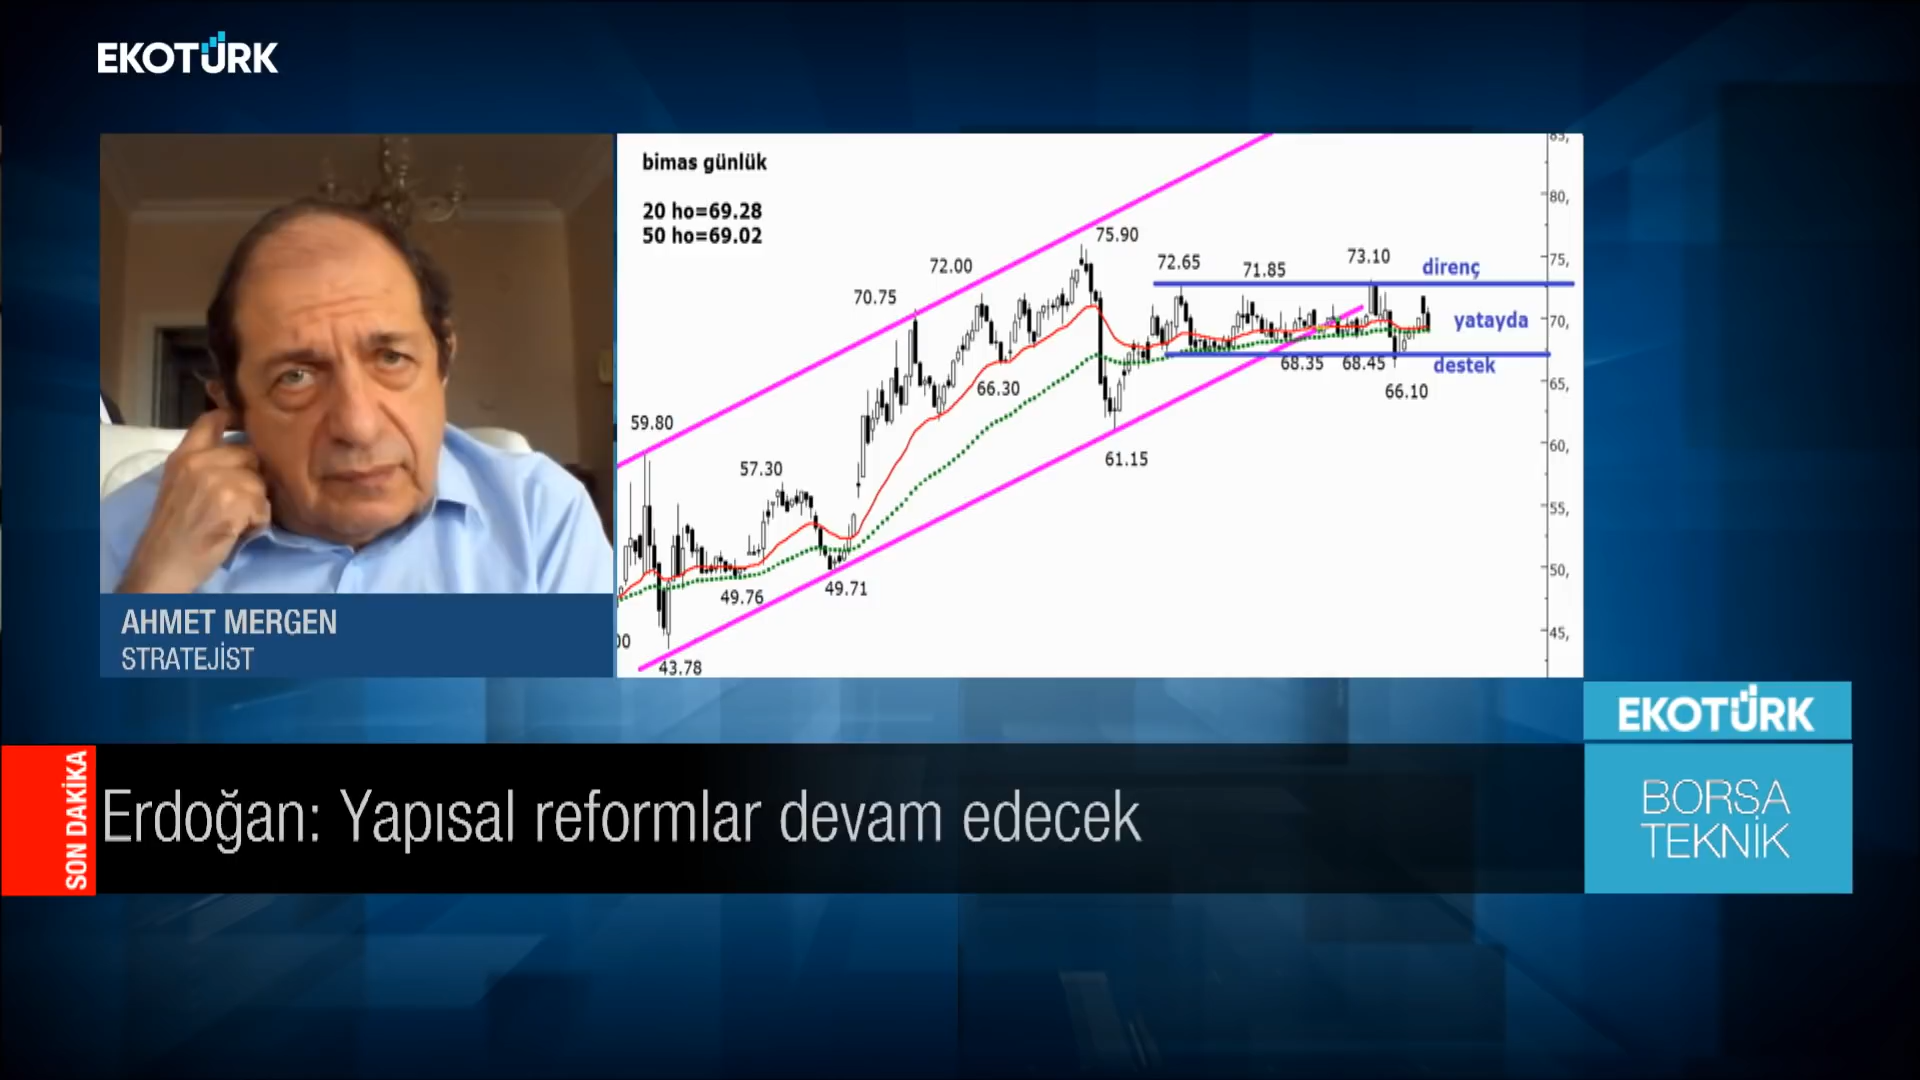 EKOTÜRK
bimas günlük
20 ho=69.28
50 ho=69.02
85,
80,
75,
70,
65,
60,
55,
50,
45,
75.90
72.65
71.85
73.10
direnç
72.00
70.75
yatayda
68.35
68.45
destek
66.30
66.10
59.80
61.15
57.30
49.76
49.71
00
43.78
AHMET MERGEN
STRATEJİST
EKOTÜRK
SON DAKİKA
Erdoğan: Yapısal reformlar devam edecek
BORSA
TEKNİK